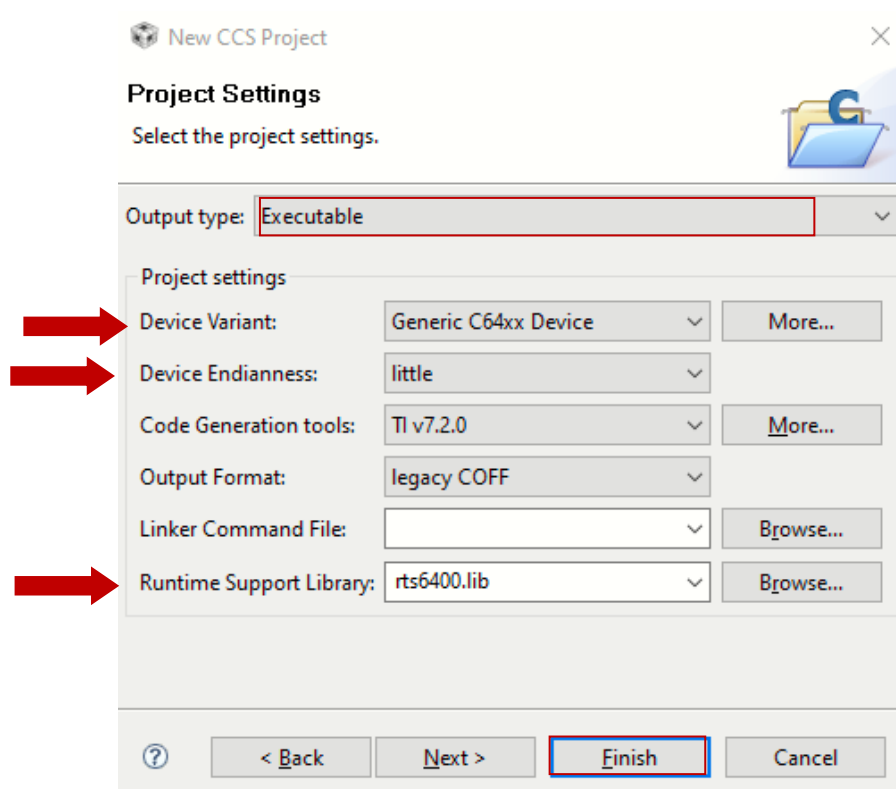 New CCS Project
Project Settings
Select the project settings.
Output type: Executable
Project settings
Device Variant: Generic C64xx Device More...
Device Endianness: little
Code Generation tools: TI v7.2.0 More...
Output Format: legacy COFF
Linker Command File: Browse...
Runtime Support Library: rts6400.lib Browse...
? < Back Next > Finish Cancel